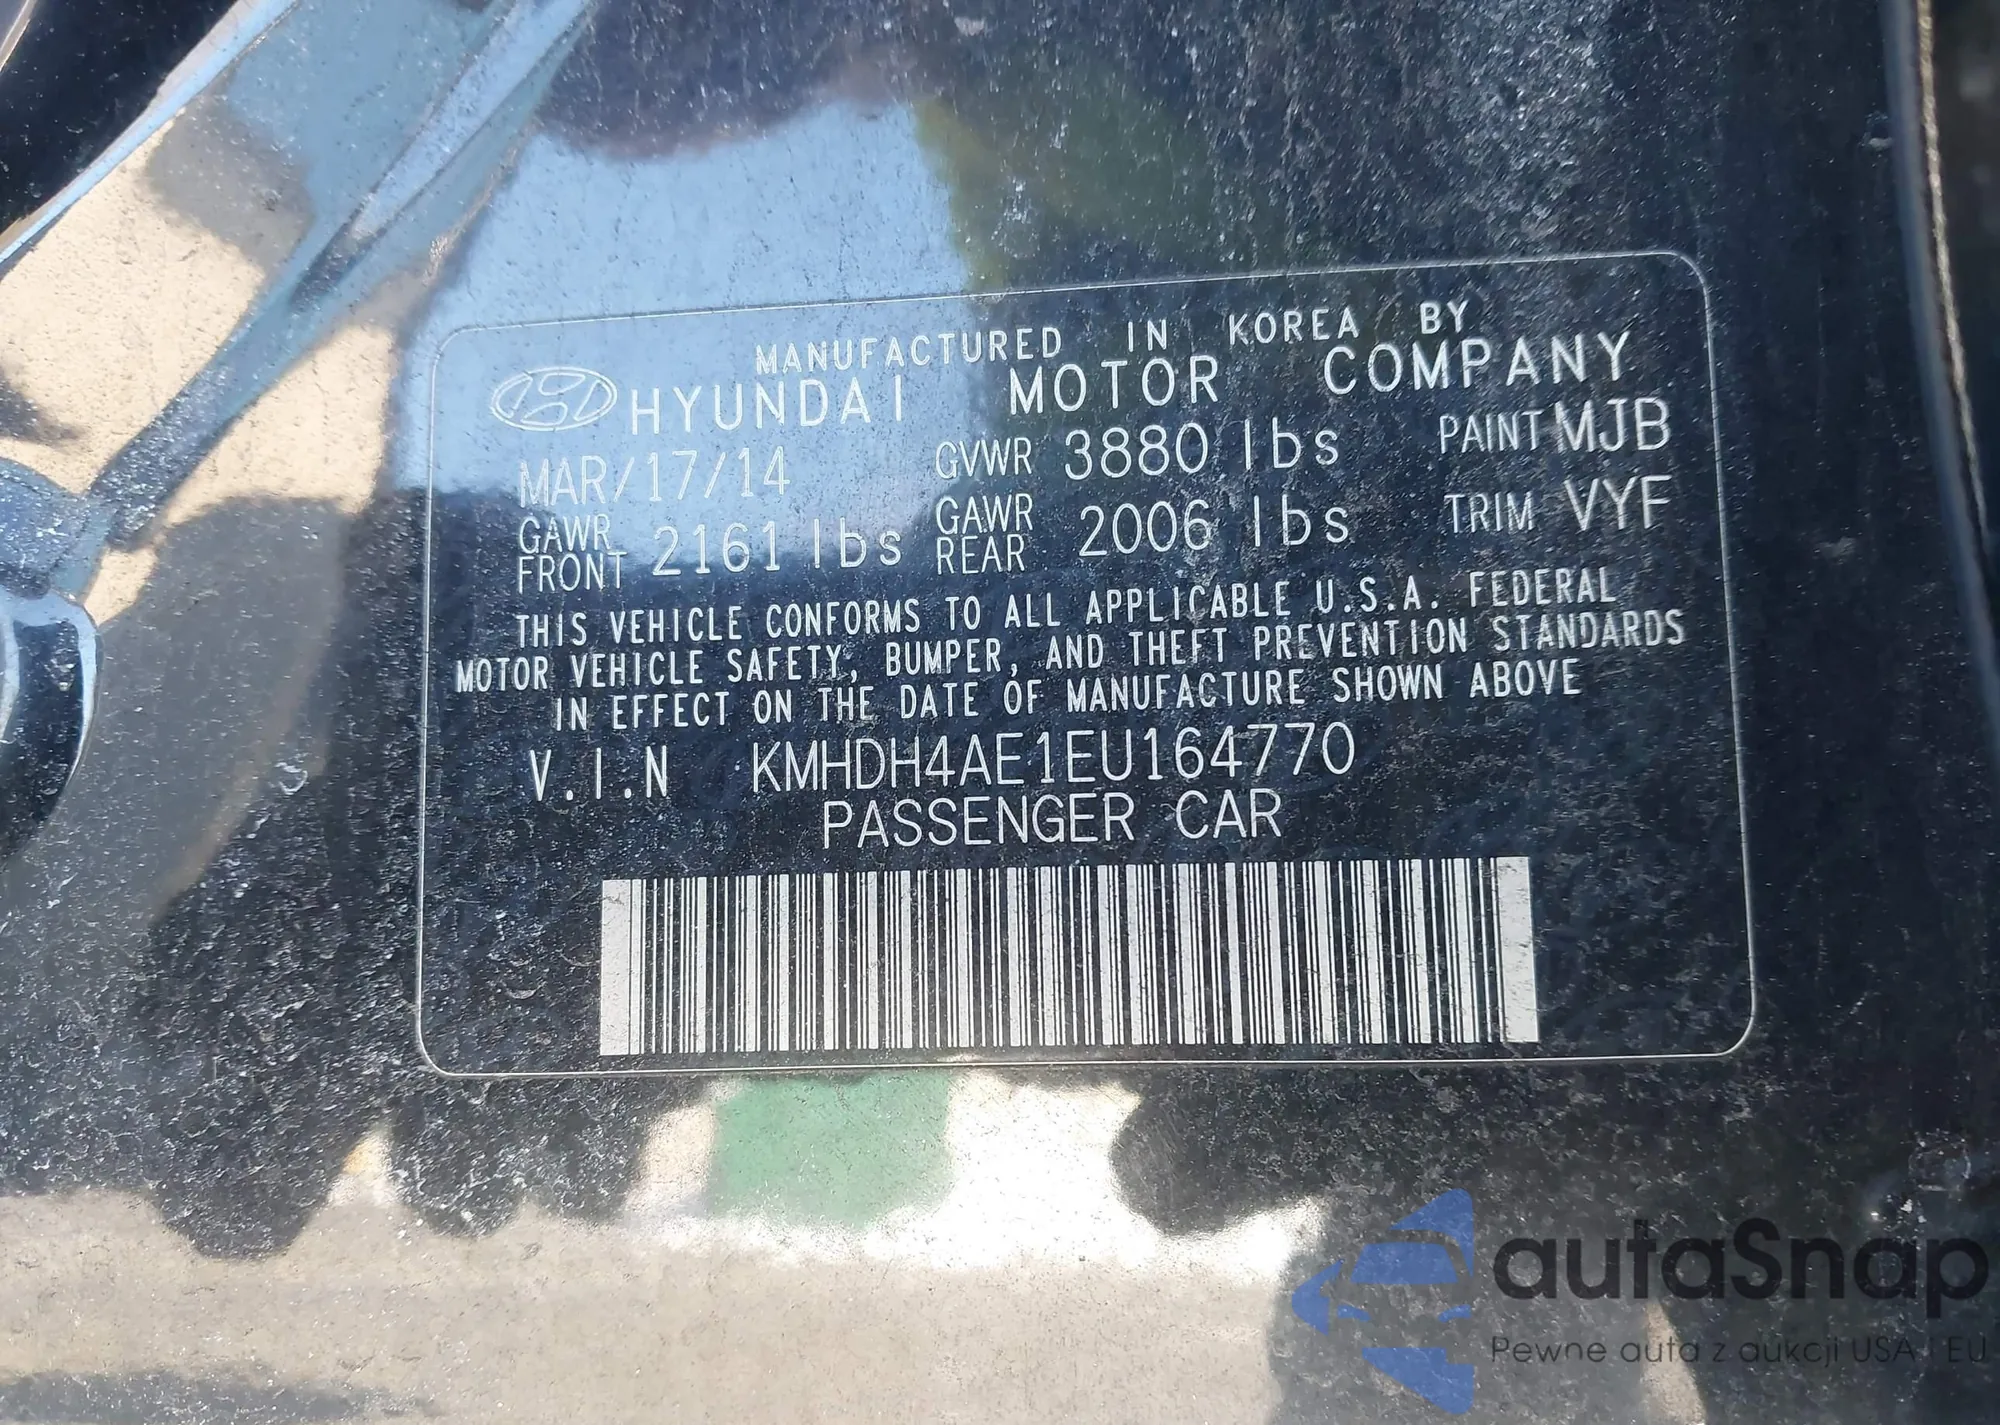 MANUFACTURED IN KOREA BY
HYUNDAI MOTOR COMPANY
MAR/17/14 GVWR 3880 lbs PAINT MJB
GAWR FRONT 2161 lbs GAWR REAR 2006 lbs TRIM VYF
THIS VEHICLE CONFORMS TO ALL APPLICABLE U.S.A. FEDERAL
MOTOR VEHICLE SAFETY, BUMPER, AND THEFT PREVENTION STANDARDS
IN EFFECT ON THE DATE OF MANUFACTURE SHOWN ABOVE
V.I.N KMHDH4AE1EU164770
PASSENGER CAR
autaSnap
Pewne auta z aukcji USA i EU